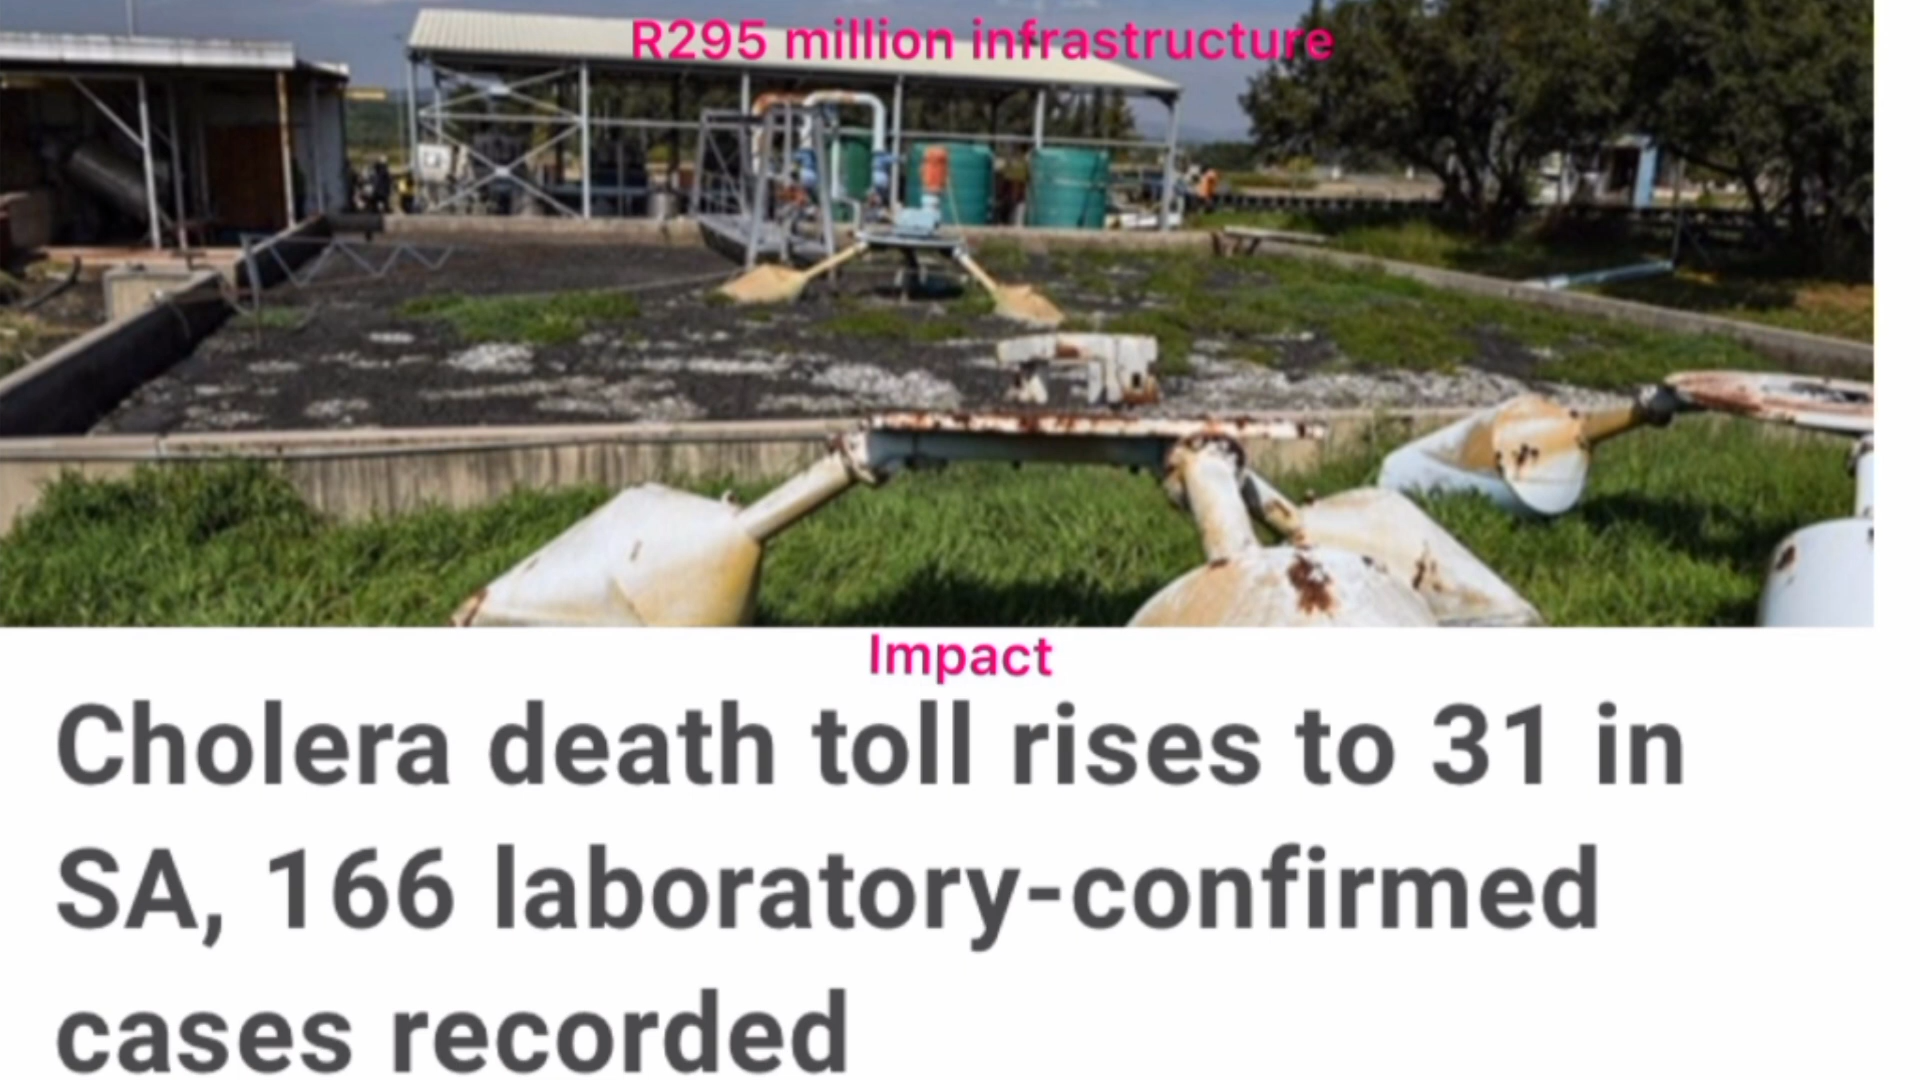 R295 million infrastructure
Impact
Cholera death toll rises to 31 in
SA, 166 laboratory-confirmed
cases recorded